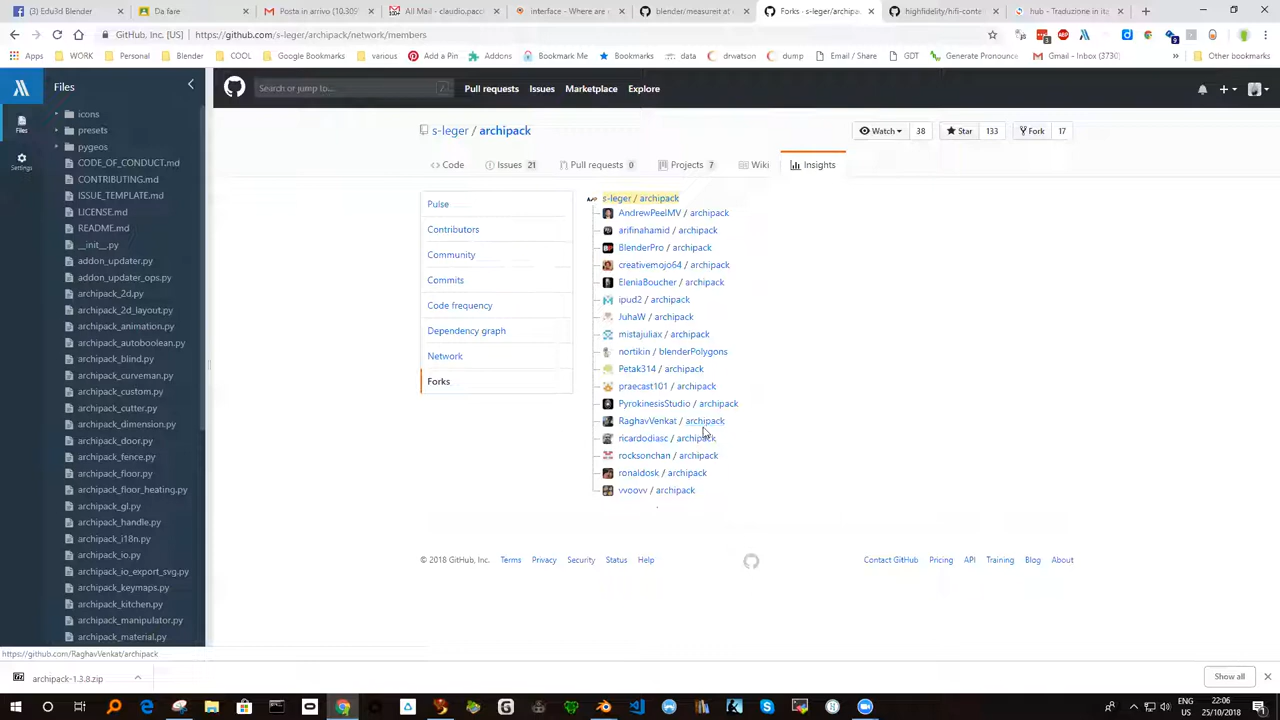 (3) Edu3d Blender
Da fare
Posta in arrivo (10.309
All Mail - claudio.pacc
interface - Where are
blender/measureit at
Forks · s-leger/archipa
highfidelity/hifi-conte
hub - Traduzione in ita
GitHub, Inc. [US]
https://github.com/s-leger/archipack/network/members
Apps
WORK
Personal
Blender
COOL
Google Bookmarks
various
Add a Pin
Addons
Bookmark Me
Bookmarks
data
drwatson
dump
GDT
Generate Pronounce
Gmail - Inbox (3730)
Other bookmarks
Files
Settings
Files
icons
presets
pygeos
CODE_OF_CONDUCT.md
CONTRIBUTING.md
ISSUE_TEMPLATE.md
LICENSE.md
README.md
__init__.py
addon_updater.py
addon_updater_ops.py
archipack_2d.py
archipack_2d_layout.py
archipack_animation.py
archipack_autoboolean.py
archipack_blind.py
archipack_curveman.py
archipack_custom.py
archipack_cutter.py
archipack_dimension.py
archipack_door.py
archipack_fence.py
archipack_floor.py
archipack_floor_heating.py
archipack_gl.py
archipack_handle.py
archipack_i18n.py
archipack_io.py
archipack_io_export_svg.py
archipack_keymaps.py
archipack_kitchen.py
archipack_manipulator.py
archipack_material.py
Search or jump to...
Pull requests
Issues
Marketplace
Explore
s-leger / archipack
Watch 38
Star 133
Fork 17
Code
Issues 21
Pull requests 0
Projects 7
Wiki
Insights
Pulse
Contributors
Community
Commits
Code frequency
Dependency graph
Network
Forks
s-leger / archipack
AndrewPeelMV / archipack
arifinahamid / archipack
BlenderPro / archipack
creativemojo64 / archipack
EleniaBoucher / archipack
ipud2 / archipack
JuhaW / archipack
mistajuliax / archipack
nortikin / blenderPolygons
Petak314 / archipack
praecast101 / archipack
PyrokinesisStudio / archipack
RaghavVenkat / archipack
ricardodiasc / archipack
rocksonchan / archipack
ronaldosk / archipack
vvoovv / archipack
© 2018 GitHub, Inc.
Terms
Privacy
Security
Status
Help
Contact GitHub
Pricing
API
Training
Blog
About
https://github.com/RaghavVenkat/archipack
archipack-1.3.8.zip
Show all
ENG
US
22:06
25/10/2018